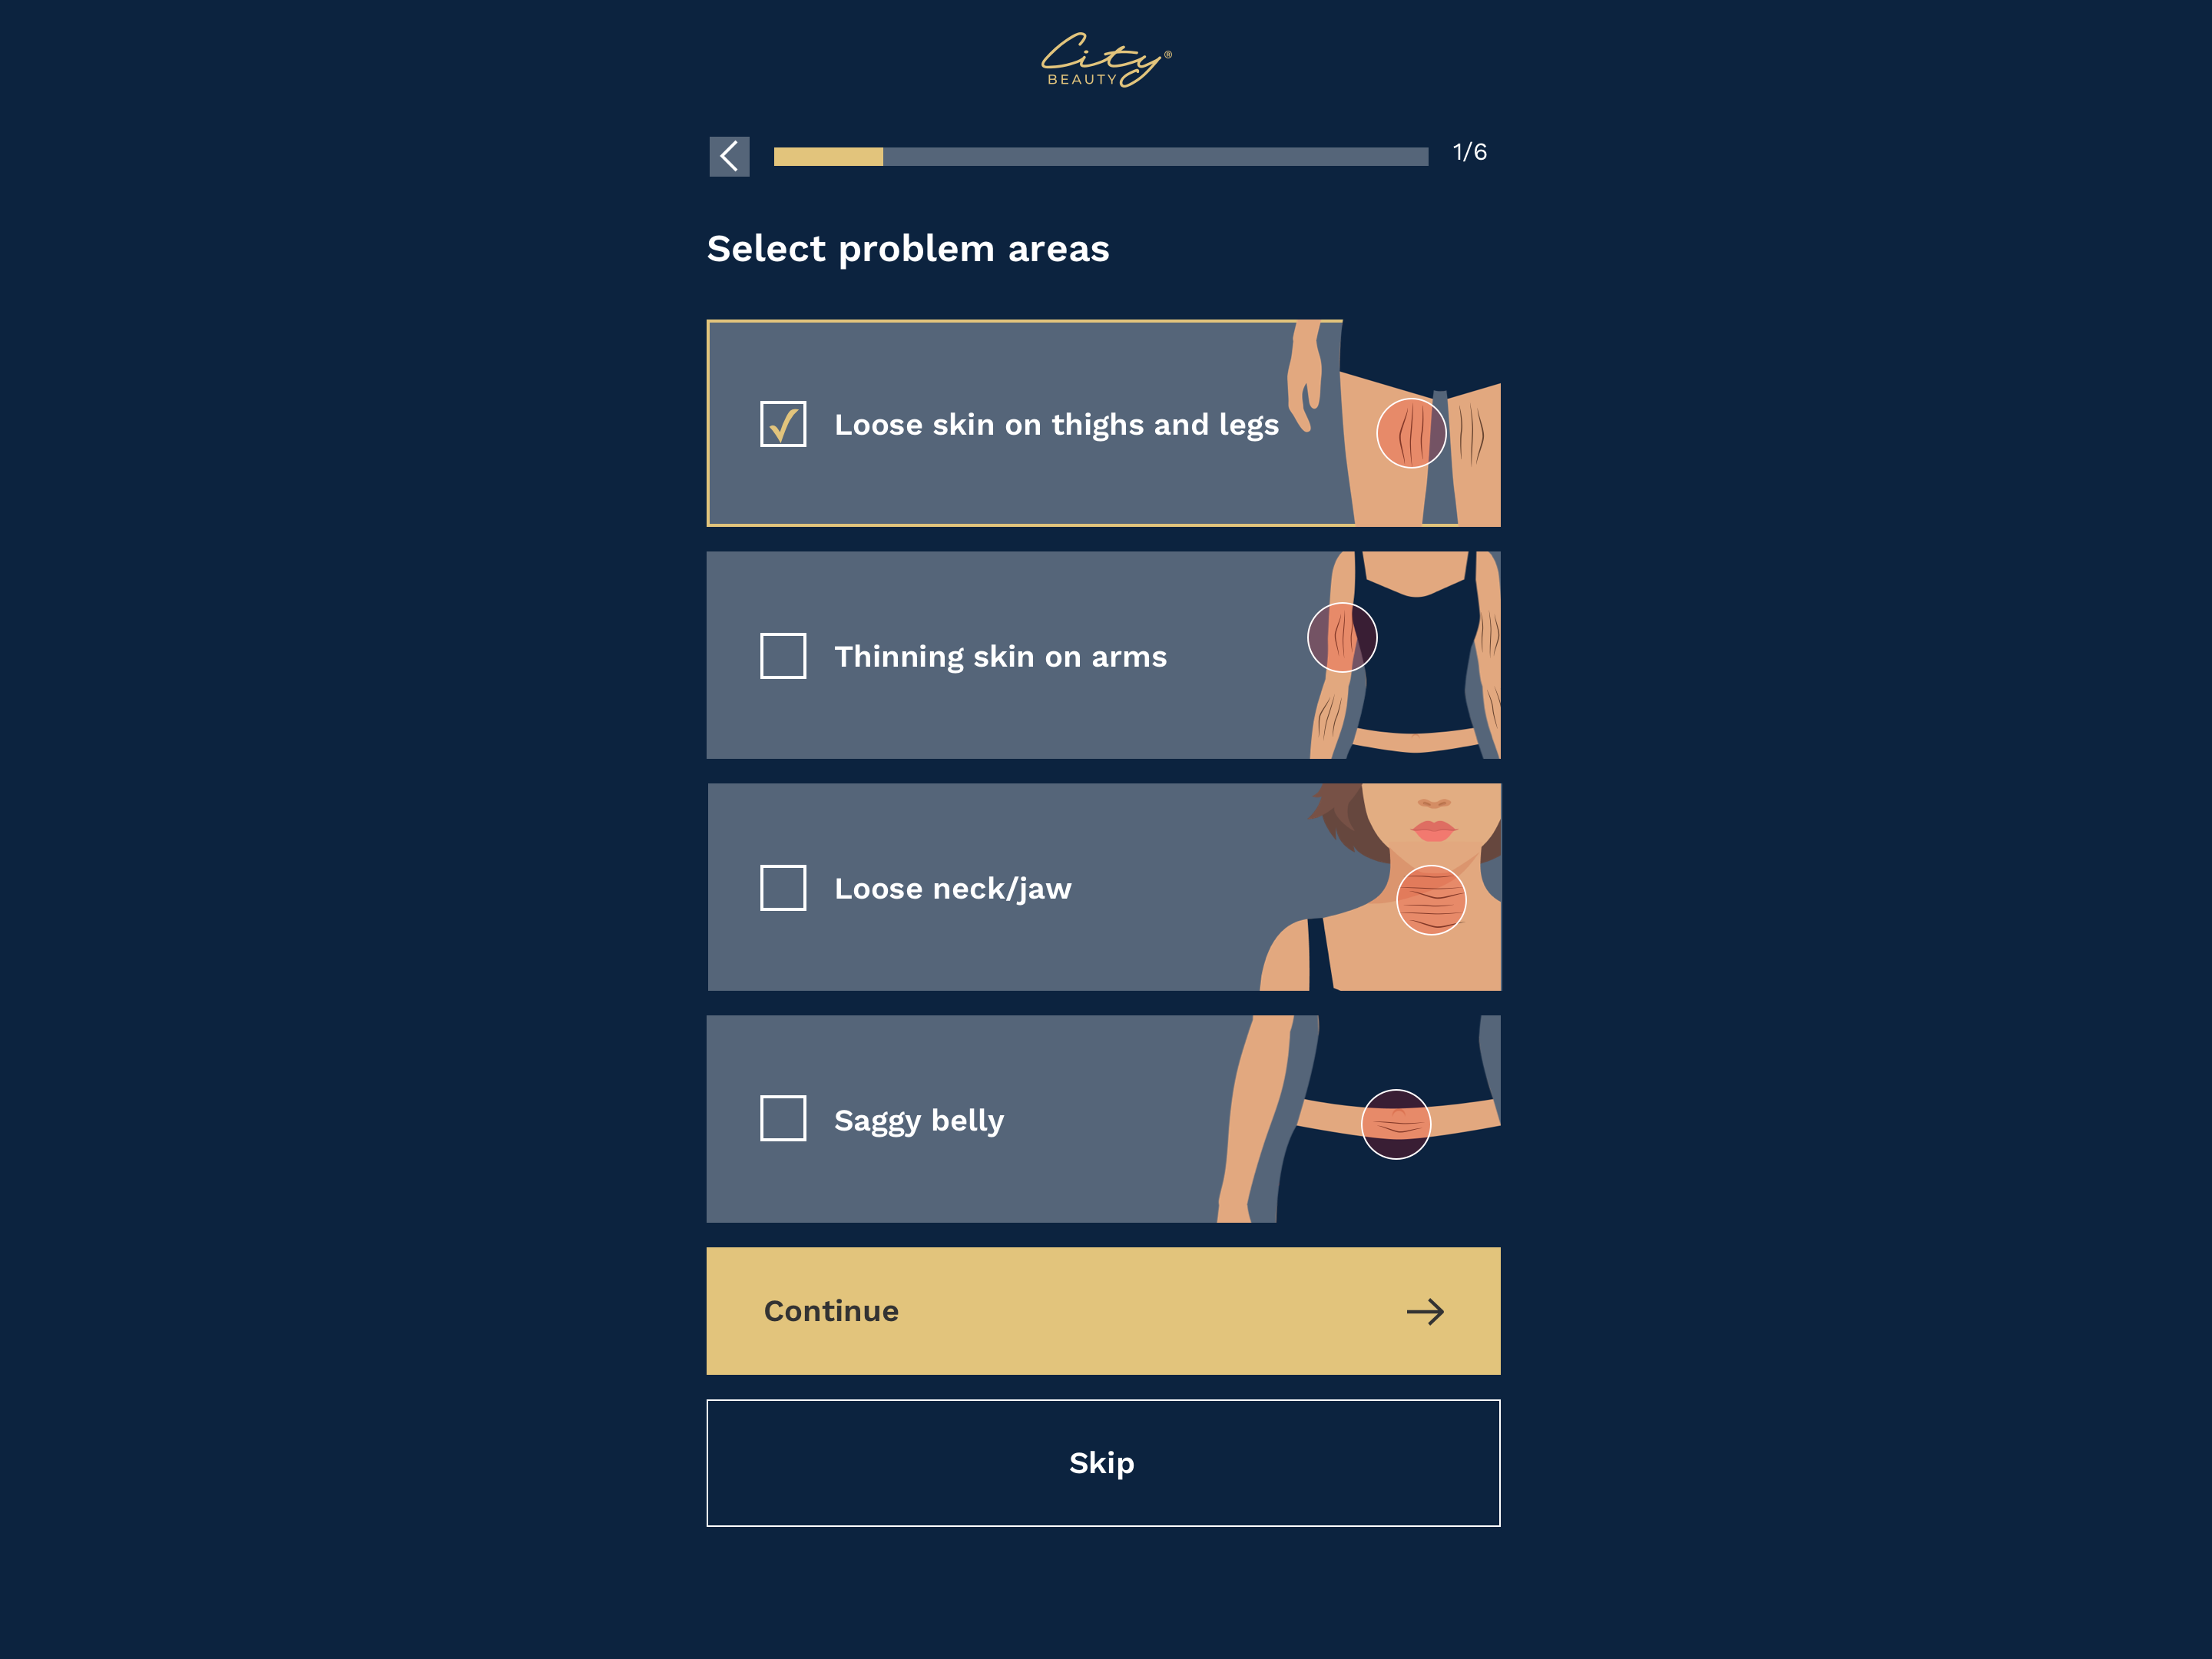 City®
BEAUTY
1/6
Select problem areas
Loose skin on thighs and legs
Thinning skin on arms
Loose neck/jaw
Saggy belly
Continue
Skip